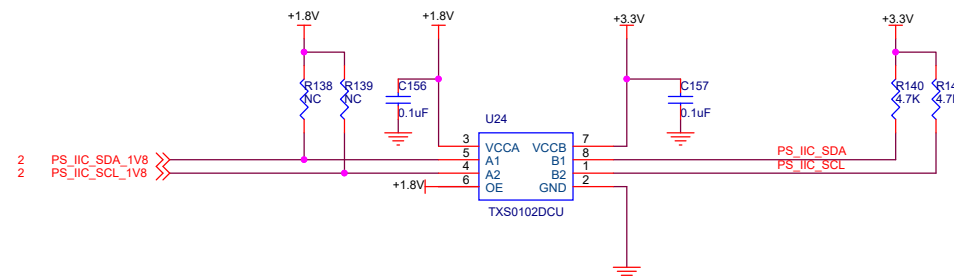 +1.8V +1.8V +3.3V +3.3V
R138 R139 C156 C157 R140
NC NC 0.1uF 0.1uF 4.7K 4.7
U24
3 VCCA VCCB 7
2 PS_IIC_SDA_1V8 5 A1 B1 8 PS_IIC_SDA
2 PS_IIC_SCL_1V8 4 A2 B2 1 PS_IIC_SCL
+1.8V 6 OE GND 2
TXS0102DCU